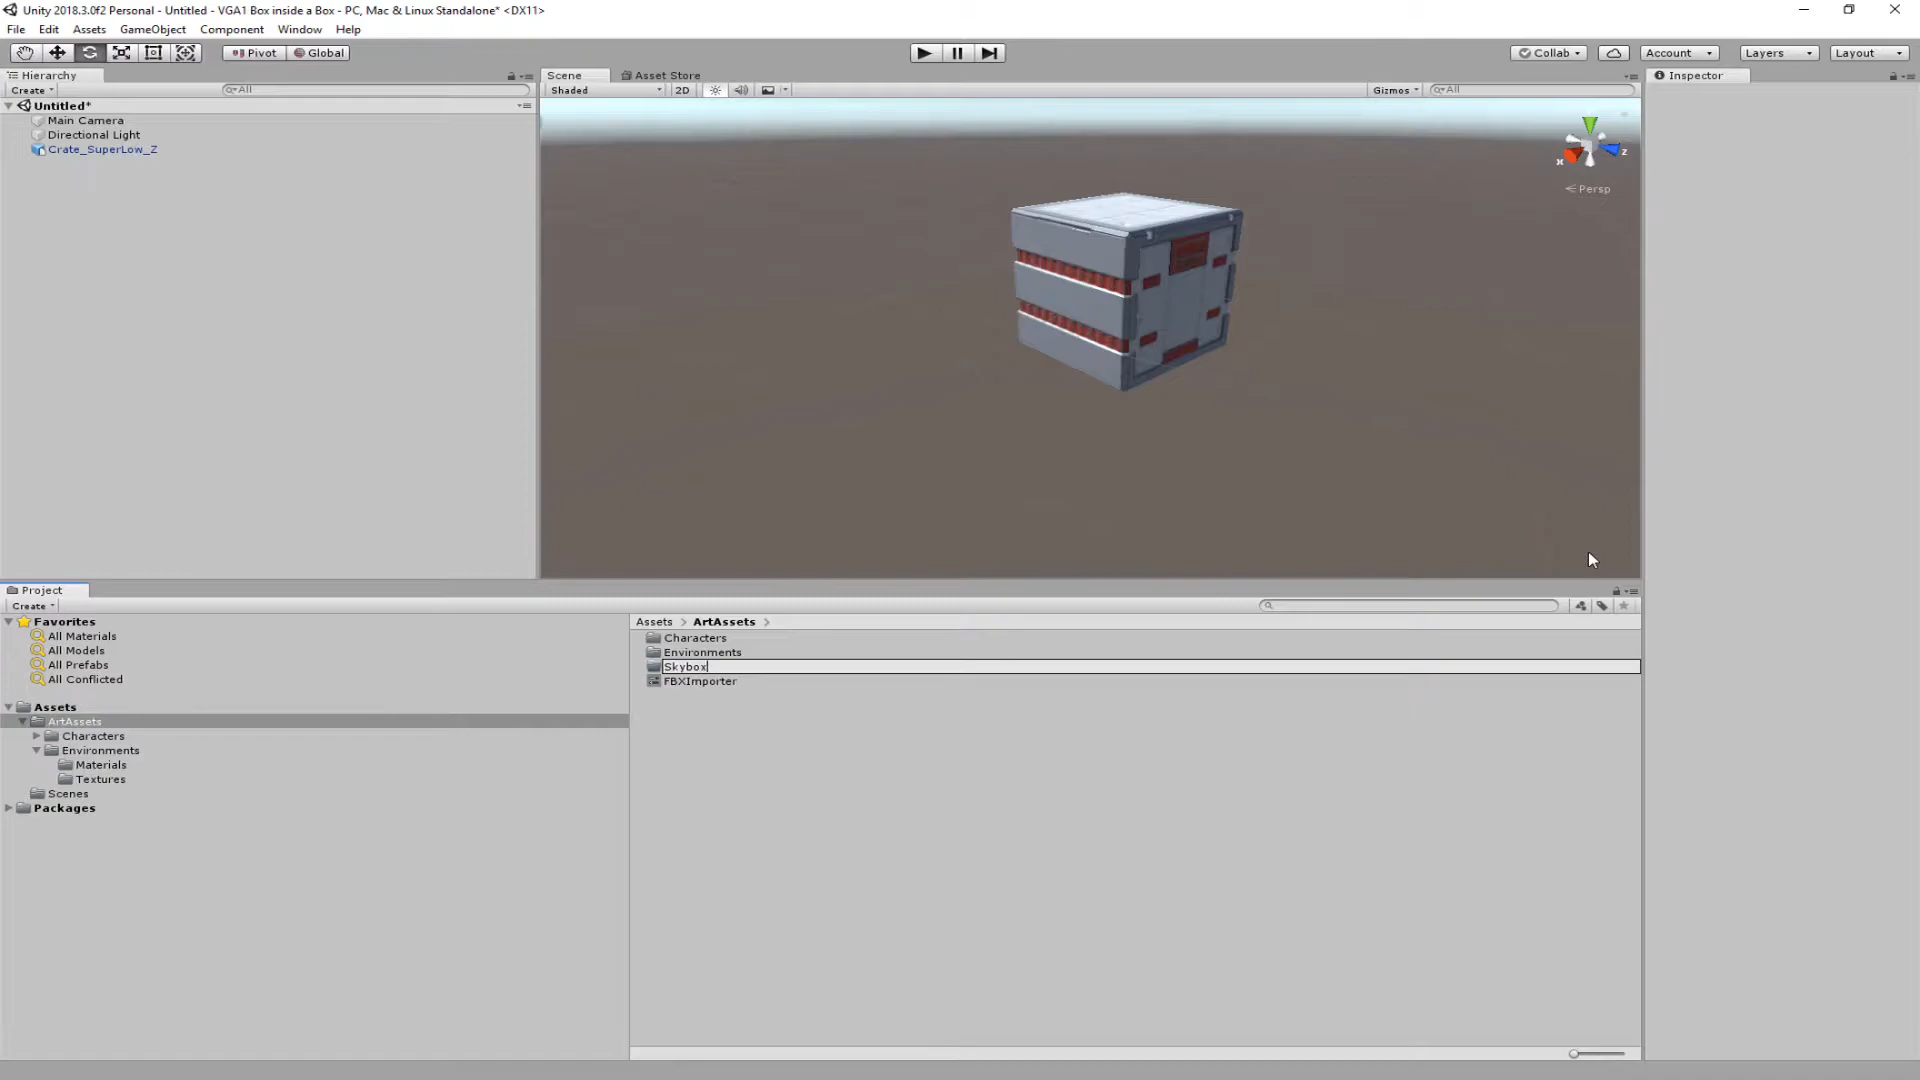 Unity 2018.3.0f2 Personal - Untitled - VGA1 Box inside a Box - PC, Mac & Linux Standalone* <DX11>
File Edit Assets GameObject Component Window Help
Pivot Global Collab Account Layers Layout
Hierarchy Scene Asset Store Inspector
Create All Shaded 2D Gizmos All
Untitled*
Main Camera
Directional Light
Crate_SuperLow_Z
x z
Persp
Project
Create
Favorites
All Materials
All Models
All Prefabs
All Conflicted
Assets
ArtAssets
Characters
Environments
Materials
Textures
Scenes
Packages
Assets > ArtAssets >
Characters
Environments
Skybox
FBXImporter